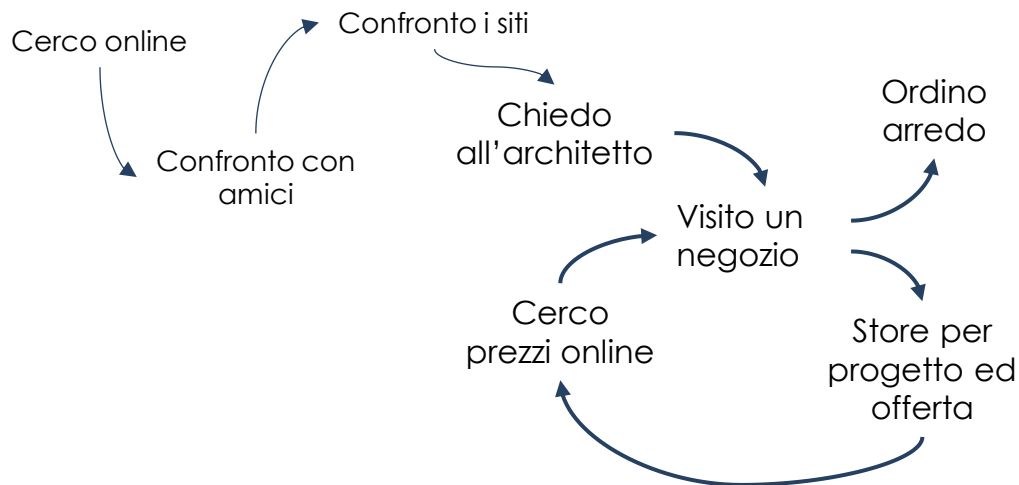 Cerco online
Confronto con
amici
Confronto i siti
Chiedo
all'architetto
Visito un
negozio
Ordino
arredo
Store per
progetto ed
offerta
Cerco
prezzi online